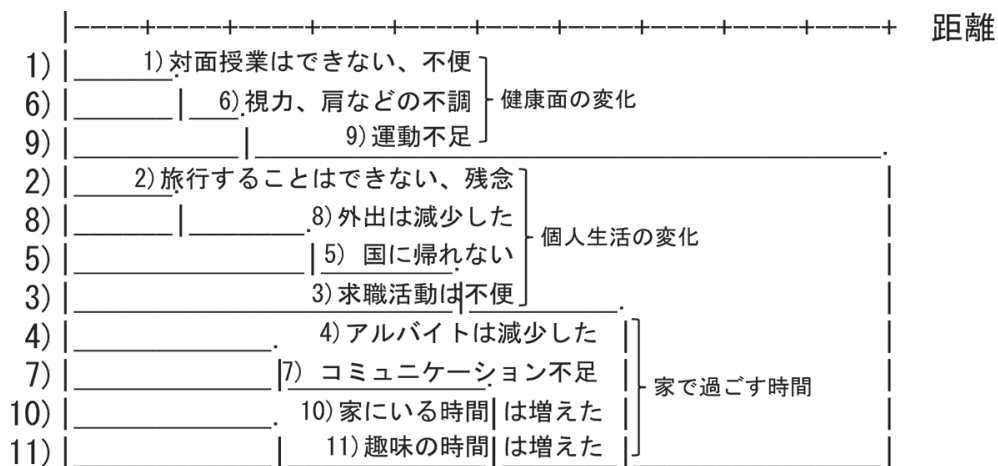 距離
1) 1)対面授業はできない、不便
6) 6)視力、肩などの不調 健康面の変化
9) 9)運動不足
2) 2)旅行することはできない、残念
8) 8)外出は減少した 個人生活の変化
5) 5) 国に帰れない
3) 3)求職活動は不便
4) 4)アルバイトは減少した
7) 7) コミュニケーション不足 家で過ごす時間
10) 10)家にいる時間は増えた
11) 11)趣味の時間は増えた